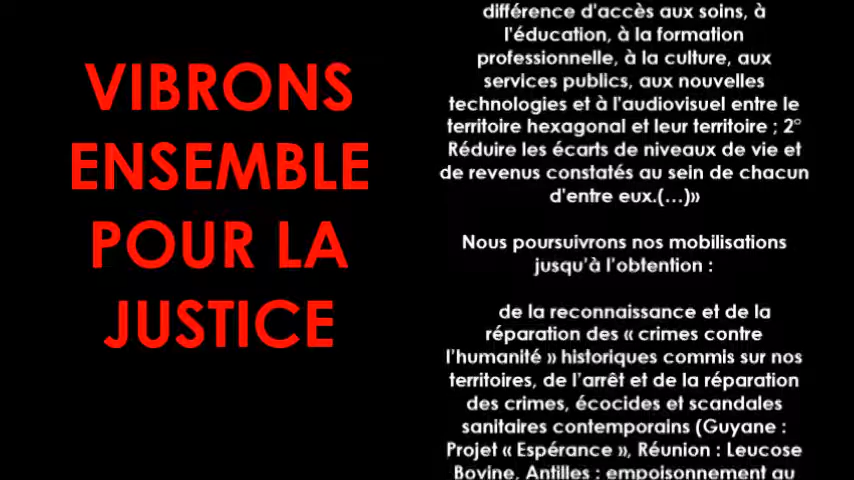 VIBRONS
ENSEMBLE
POUR LA
JUSTICE
différence d'accès aux soins, à
l'éducation, à la formation
professionnelle, à la culture, aux
services publics, aux nouvelles
technologies et à l'audiovisuel entre le
territoire hexagonal et leur territoire ; 2°
Réduire les écarts de niveaux de vie et
de revenus constatés au sein de chacun
d'entre eux.(…)»
Nous poursuivrons nos mobilisations
jusqu'à l'obtention :
de la reconnaissance et de la
réparation des « crimes contre
l'humanité » historiques commis sur nos
territoires, de l'arrêt et de la réparation
des crimes, écocides et scandales
sanitaires contemporains (Guyane :
Projet « Espérance », Réunion : Leucose
Bovine, Antilles : empoisonnement au